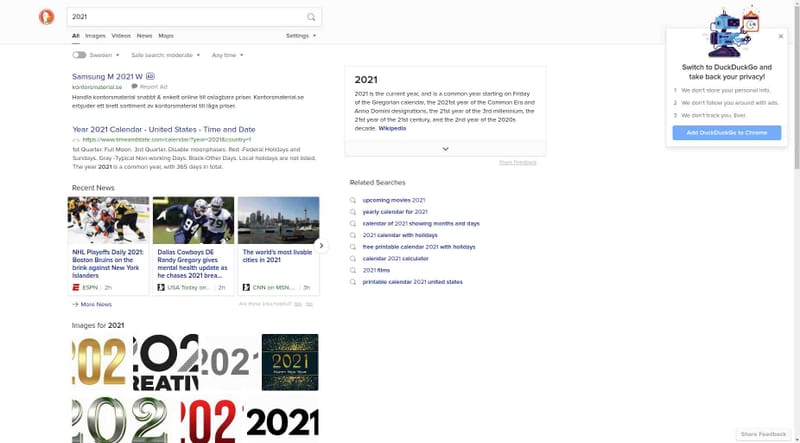 2021
All Images Videos News Maps Settings
Sweden Safe search: moderate Any time
Samsung M 2021 W AD
kontorsmaterial.se Report Ad
Handla kontorsmaterial snabbt & enkelt online till oslagbara priser. Kontorsmaterial.se
erbjuder ett brett sortiment av kontorsmaterial till låga priser.
Year 2021 Calendar - United States - Time and Date
https://www.timeanddate.com/calendar/?year=2021&country=1
1st Quarter. Full Moon. 3rd Quarter. Disable moonphases. Red -Federal Holidays and
Sundays. Gray -Typical Non-working Days. Black-Other Days. Local holidays are not listed.
The year 2021 is a common year, with 365 days in total.
Recent News
NHL Playoffs Daily 2021:
Boston Bruins on the
brink against New York
Islanders
ESPN 2h
Dallas Cowboys DE
Randy Gregory gives
mental health update as
he chases 2021 brea...
USA Today on... 2h
The world's most livable
cities in 2021
CNN on MSN... 3h
More News
Are these links helpful? Yes No
Images for 2021
202
202
CREATIV
2021
2021
HAPPY NEW YEAR
202
202
2021
2021
2021 is the current year, and is a common year starting on Friday
of the Gregorian calendar, the 2021st year of the Common Era and
Anno Domini designations, the 21st year of the 3rd millennium, the
21st year of the 21st century, and the 2nd year of the 2020s
decade. Wikipedia
Share Feedback
Related Searches
upcoming movies 2021
yearly calendar for 2021
calendar of 2021 showing months and days
2021 calendar with holidays
free printable calendar 2021 with holidays
calendar 2021 calculator
2021 films
printable calendar 2021 united states
Switch to DuckDuckGo and
take back your privacy!
1 We don't store your personal info.
2 We don't follow you around with ads.
3 We don't track you. Ever.
Add DuckDuckGo to Chrome
Share Feedback